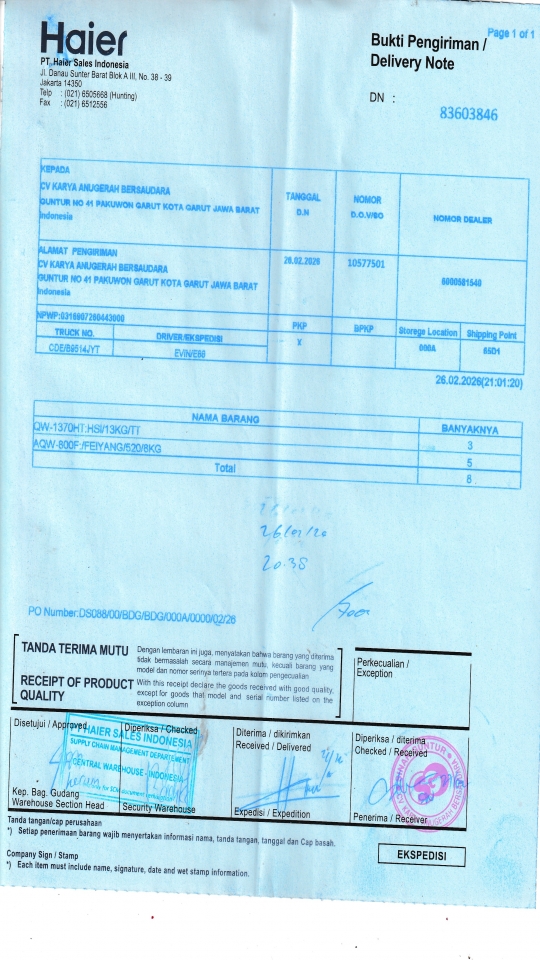 Haier
PT. Haier Sales Indonesia
Jl. Danau Sunter Barat Blok A III, No. 38 - 39
Jakarta 14350
Telp : (021) 6505668 (Hunting)
Fax : (021) 6512556
Page 1 of 1
Bukti Pengiriman /
Delivery Note
DN :
83603846
KEPADA
CV KARYA ANUGERAH BERSAUDARA
GUNTUR NO 41 PAKUWON GARUT KOTA GARUT JAWA BARAT
Indonesia
TANGGAL
D.N
NOMOR
D.O.V/SO
NOMOR DEALER
ALAMAT PENGIRIMAN
CV KARYA ANUGERAH BERSAUDARA
GUNTUR NO 41 PAKUWON GARUT KOTA GARUT JAWA BARAT
Indonesia
26.02.2026
10577501
NPWP:0316907280443000
PKP
BPKP
Storege Location
Shipping Point
TRUCK NO.
DRIVER/EKSPEDISI
CDE/B9514JYT
X
000A
65D1
26.02.2026(21:01:20)
NAMA BARANG
BANYAKNYA
QW-1370HT:HSI/13KG/TT
3
AQW-800F:/FEIYANG/520/8KG
5
Total
8
20.35
PO Number:DS088/00/BDG/BDG/000A/0000/02/26
TANDA TERIMA MUTU
Dengan lembaran ini juga, menyatakan bahwa barang yang diterima
tidak bermasalah secara manajemen mutu, kecuali barang yang
model dan nomor serinya tertera pada kolom pengecualian
RECEIPT OF PRODUCT
QUALITY
With this receipt declare the goods received with good quality,
except for goods that model and serial number listed on the
exception column
Perkecualian /
Exception
Disetujui / Approved
Diperiksa / Checked
Diterima / dikirimkan
Received / Delivered
Diperiksa / diterima
Checked / Received
PT HAIER SALES INDONESIA
SUPPLY CHAIN MANAGEMENT DEPARTEMENT
CENTRAL WAREHOUSE - INDONESIA
Kep. Bag. Gudang
Warehouse Section Head
Security Warehouse
Expedisi / Expedition
Penerima / Receiver
Tanda tangan/cap perusahaan
*) Setiap penerimaan barang wajib menyertakan informasi nama, tanda tangan, tanggal dan Cap basah.
Company Sign / Stamp
*) Each item must include name, signature, date and wet stamp information.
EKSPEDISI